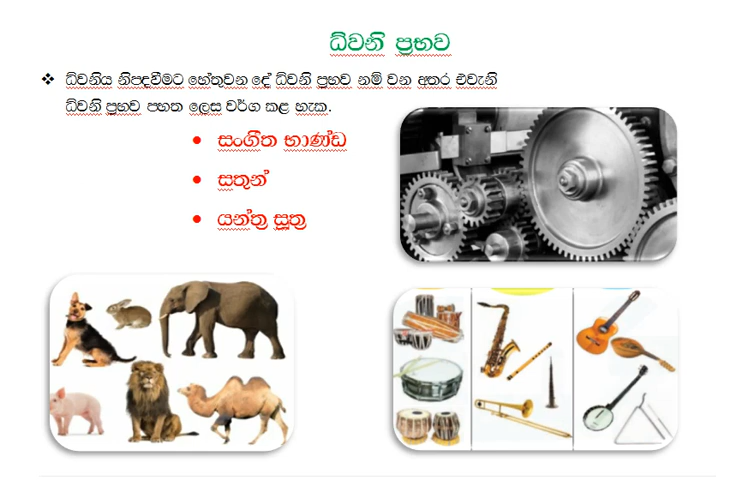 ධ්වනි ප්‍රභව
❖ ධ්වනිය නිපදවීමට හේතුවන දේ ධ්වනි ප්‍රභව නම් වන අතර එවැනි
ධ්වනි ප්‍රභව පහත ලෙස වර්ග කළ හැක.
• සංගීත භාණ්ඩ
• සතුන්
• යන්ත්‍ර සූත්‍ර